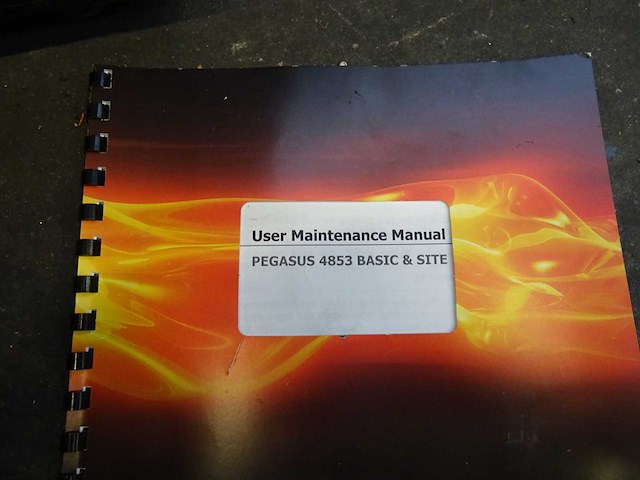 User Maintenance Manual
PEGASUS 4853 BASIC & SITE